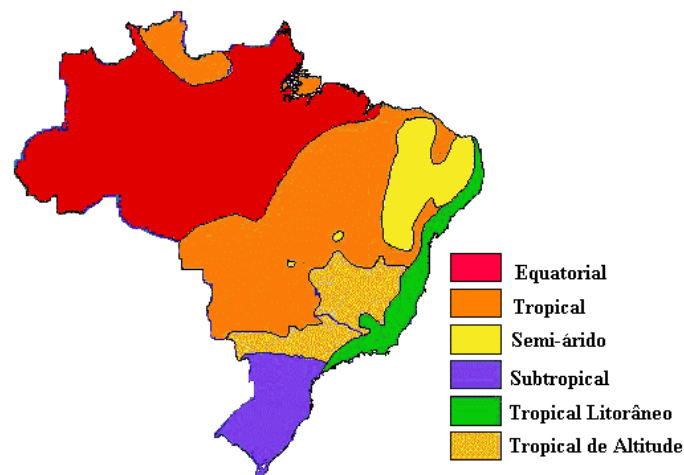 Equatorial
Tropical
Semi-árido
Subtropical
Tropical Litorâneo
Tropical de Altitude